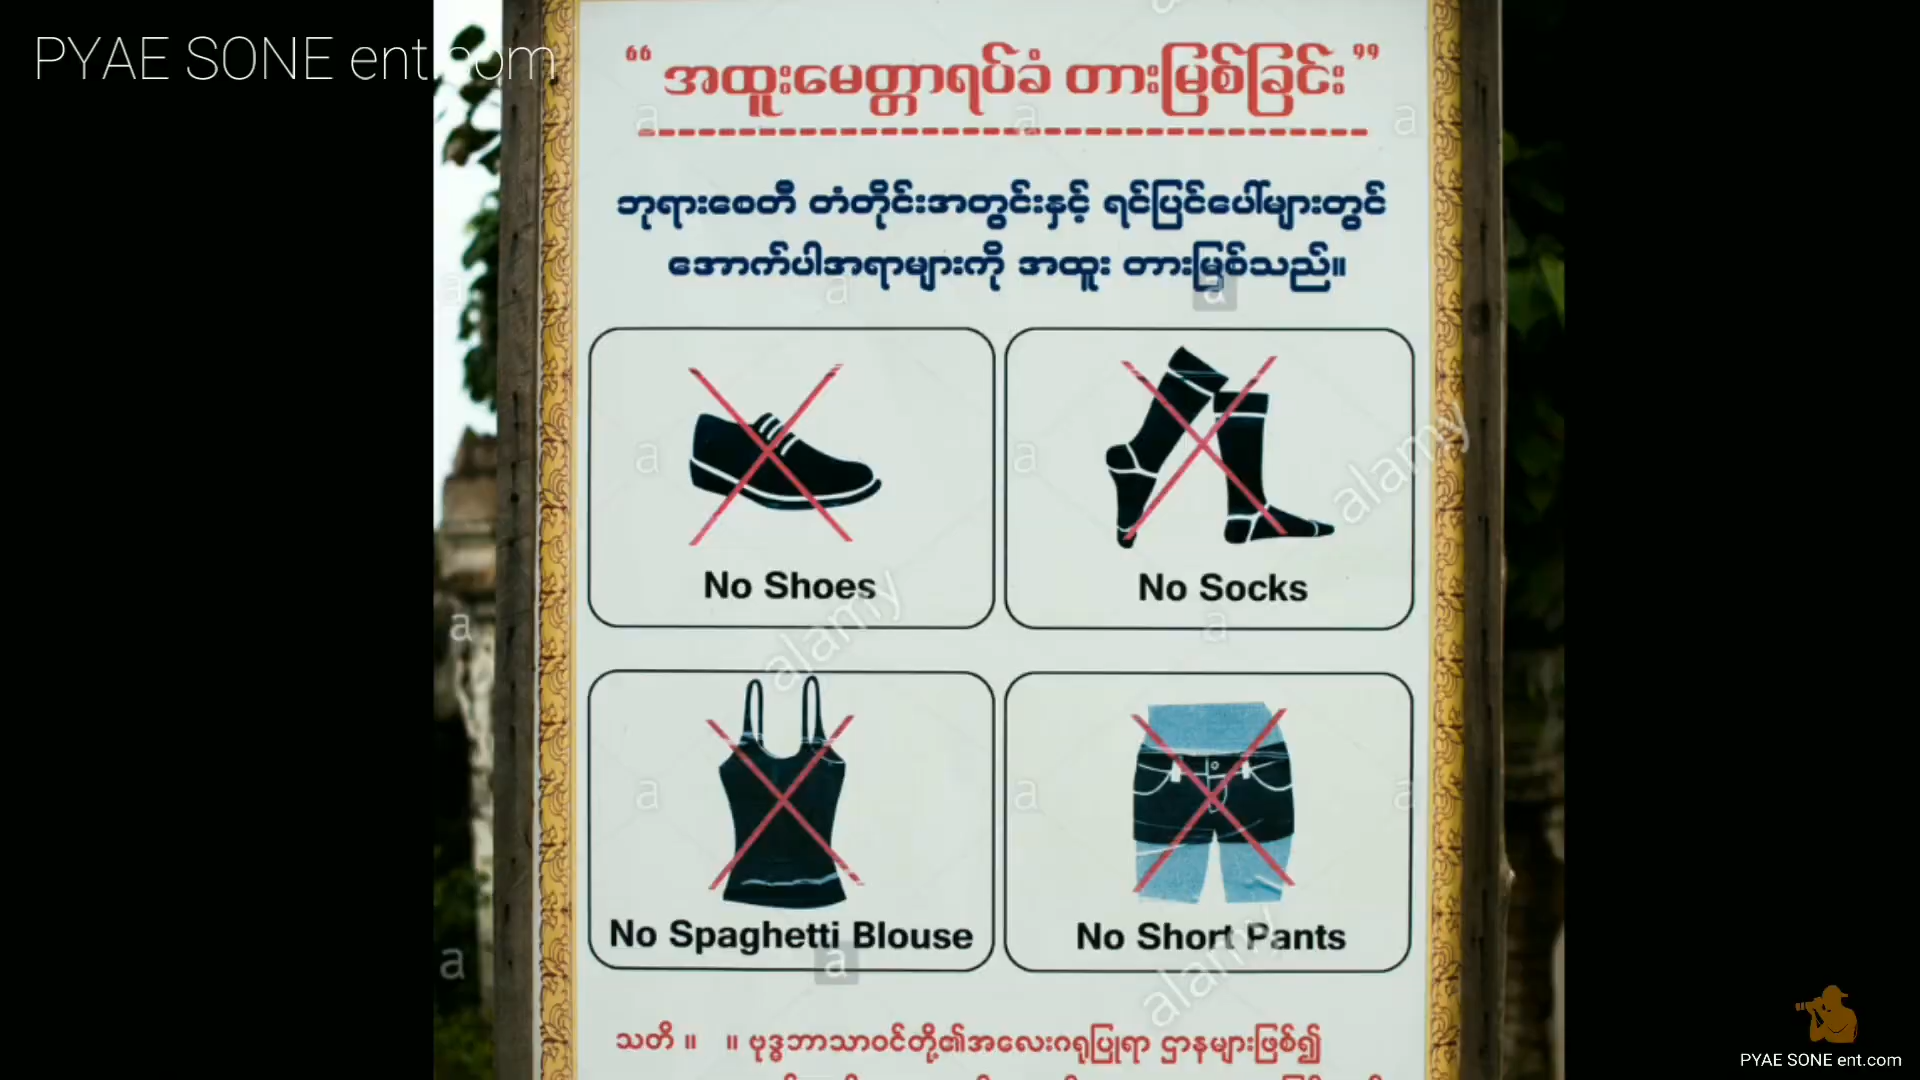 PYAE SONE ent.com
“ အထူးမေတ္တာရပ်ခံ တားမြစ်ခြင်း ”
ဘုရားစေတီ တံတိုင်းအတွင်းနှင့် ရင်ပြင်ပေါ်များတွင်
အောက်ပါအရာများကို အထူး တားမြစ်သည်။
No Shoes
No Socks
No Spaghetti Blouse
No Short Pants
သတိ ။ ။ ဗုဒ္ဓဘာသာဝင်တို့၏အလေးဂရုပြုရာ ဌာနများဖြစ်၍
alamy
alamy
alamy
PYAE SONE ent.com